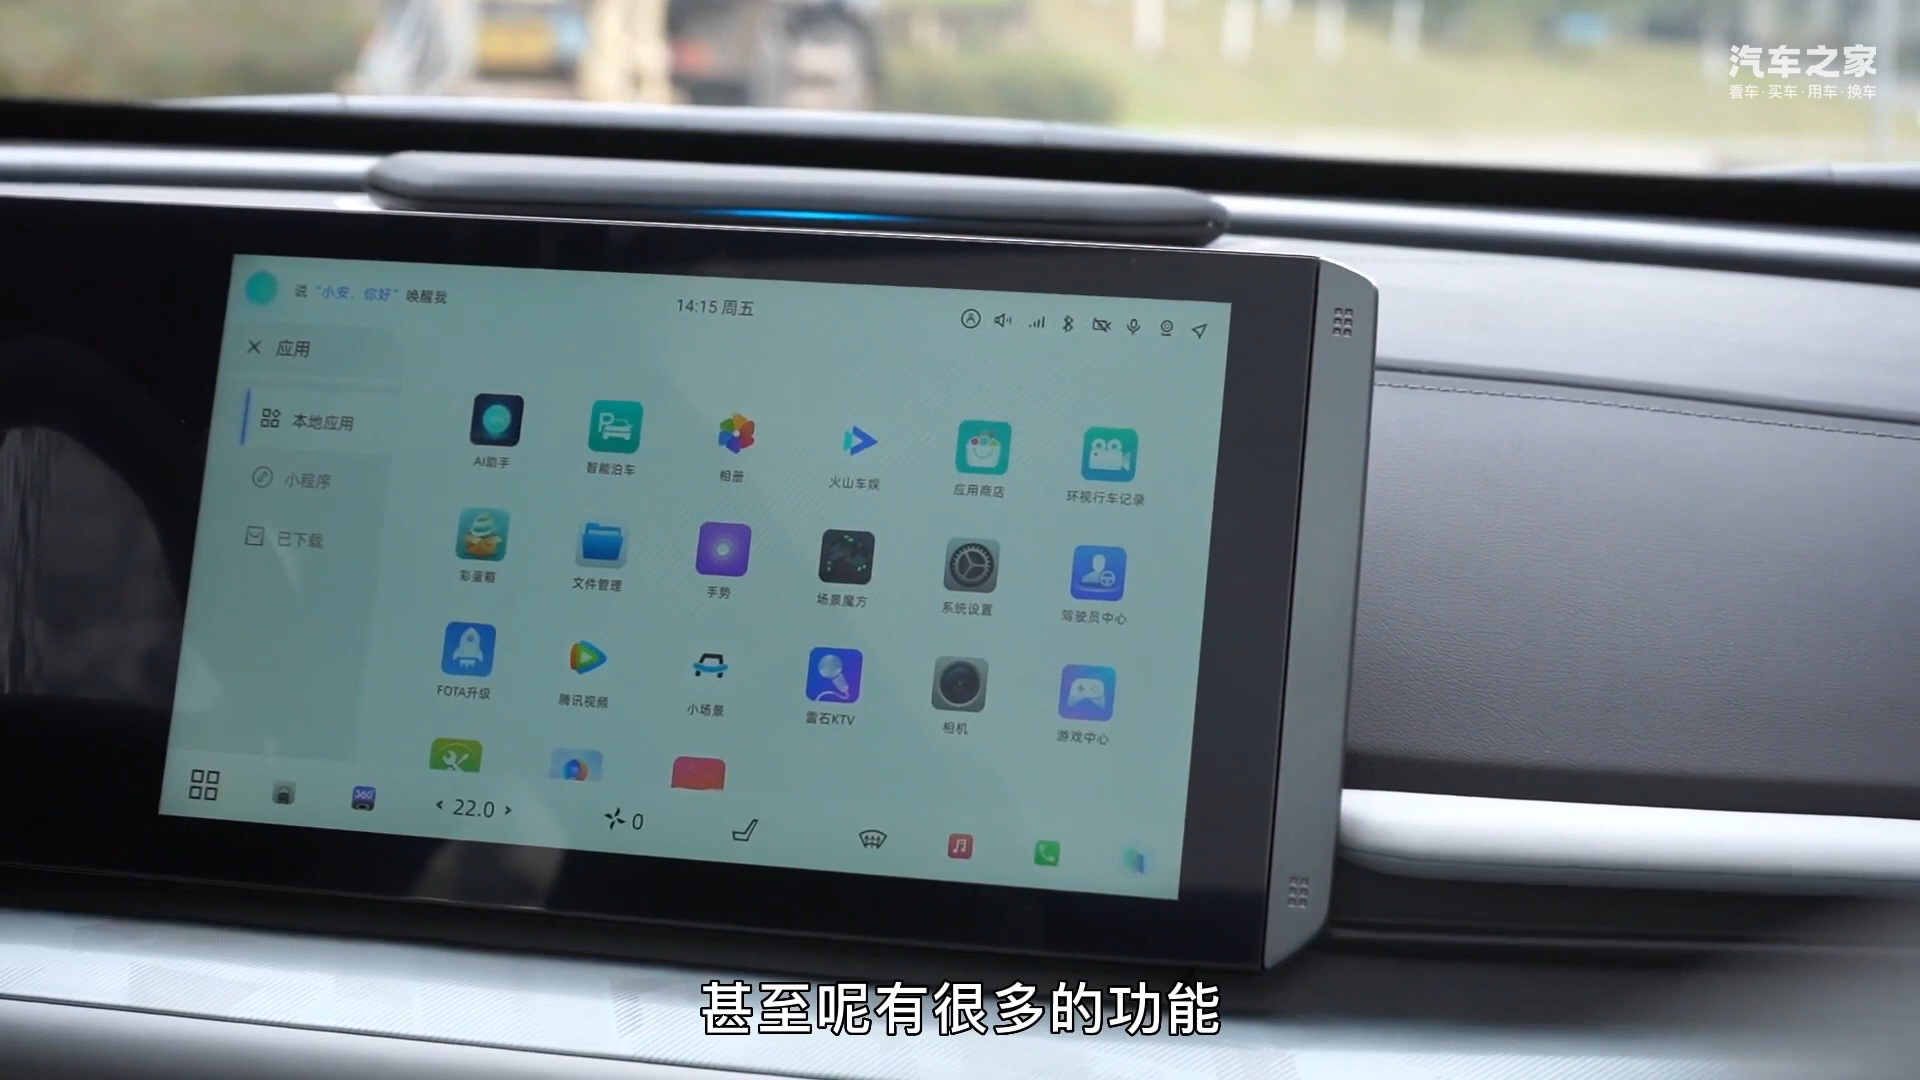 汽车之家
看车·买车·用车·换车
说“小安，你好”唤醒我
14:15 周五
应用
本地应用
小程序
已下载
AI助手
智能泊车
相册
火山车娱
应用商店
环视行车记录
彩蛋箱
文件管理
手势
场景魔方
系统设置
驾驶员中心
FOTA升级
腾讯视频
小场景
雷石KTV
相机
游戏中心
360°
22.0
0
甚至呢有很多的功能